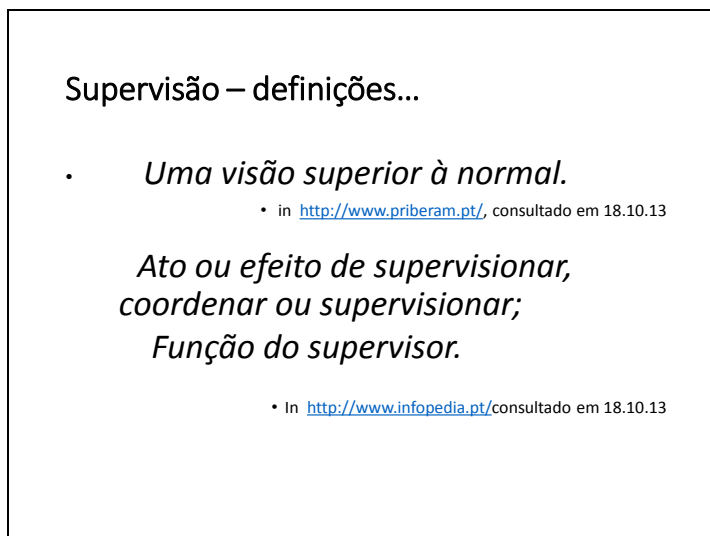 Supervisão – definições...
• Uma visão superior à normal.
• in http://www.priberam.pt/, consultado em 18.10.13
Ato ou efeito de supervisionar,
coordenar ou supervisionar;
Função do supervisor.
• In http://www.infopedia.pt/consultado em 18.10.13